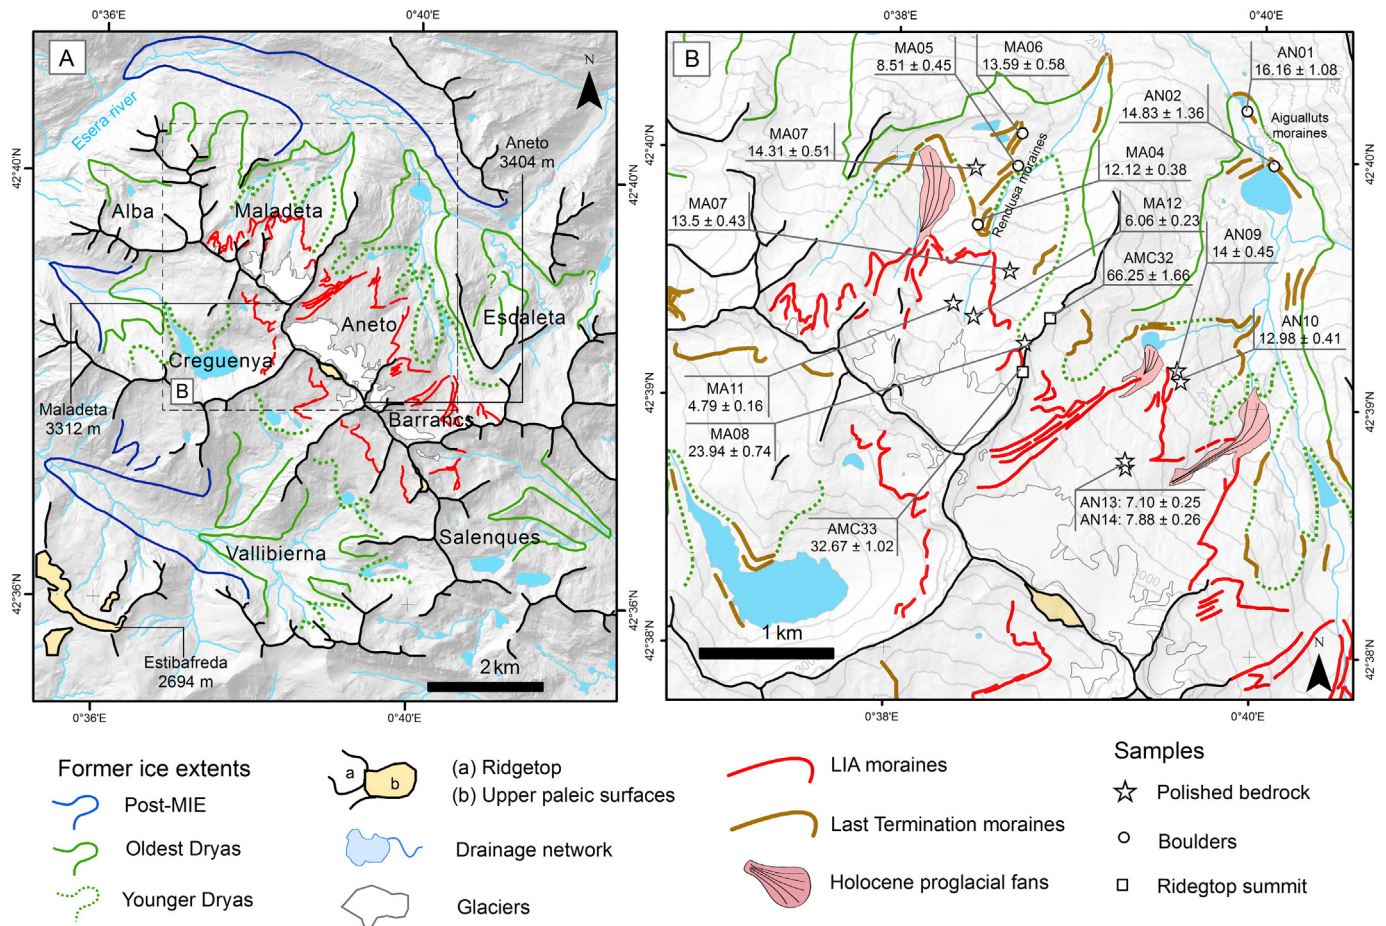 0°36'E
0°40'E
0°38'E
0°40'E
A
N
Esera river
Aneto
3404 m
42°40'N
42°40'N
Alba
Maladeta
?
?
Esdaleta
Aneto
Creguenya
B
Maladeta
3312 m
Barrancs
Vallibierna
Salenques
42°36'N
42°36'N
Estibafreda
2694 m
2 km
0°36'E
0°40'E
B
MA05
8.51 ± 0.45
MA06
13.59 ± 0.58
AN01
16.16 ± 1.08
AN02
14.83 ± 1.36
Aigualluts
moraines
42°40'N
42°40'N
MA07
14.31 ± 0.51
MA04
12.12 ± 0.38
Renclusa moraines
MA07
13.5 ± 0.43
MA12
6.06 ± 0.23
AN09
14 ± 0.45
AMC32
66.25 ± 1.66
AN10
12.98 ± 0.41
42°39'N
42°39'N
MA11
4.79 ± 0.16
MA08
23.94 ± 0.74
AN13: 7.10 ± 0.25
AN14: 7.88 ± 0.26
AMC33
32.67 ± 1.02
3000
1 km
42°38'N
42°38'N
N
0°38'E
0°40'E
Former ice extents
Post-MIE
Oldest Dryas
Younger Dryas
a
b
(a) Ridgetop
(b) Upper paleic surfaces
Drainage network
Glaciers
LIA moraines
Last Termination moraines
Holocene proglacial fans
Samples
Polished bedrock
Boulders
Ridegtop summit